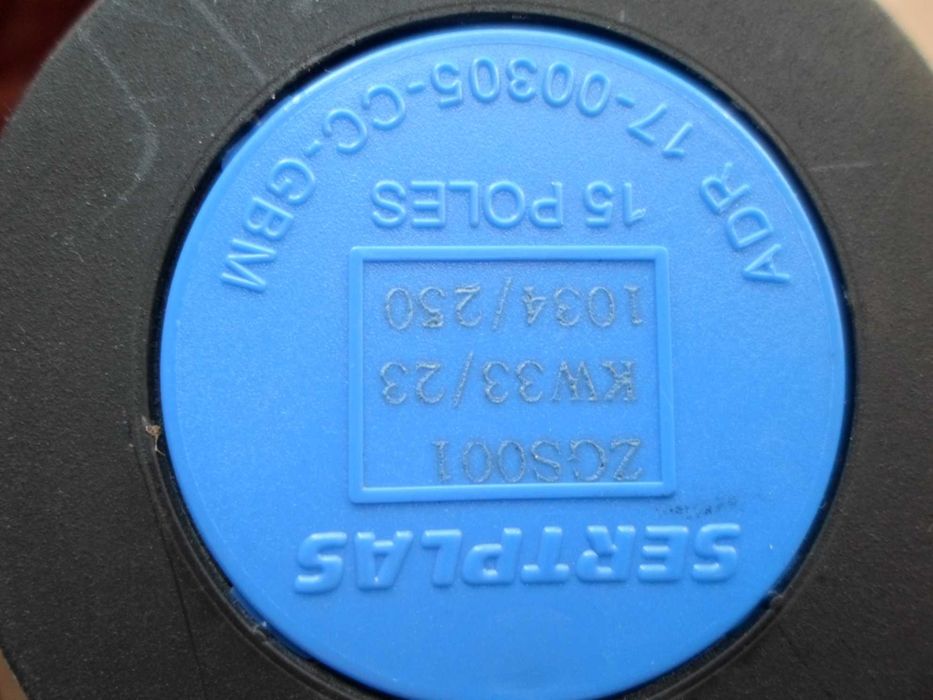 SERTPLAS
ZGS001
KW33/23
1034/250
15 POLES
ADR 17-00305-CC-GBM